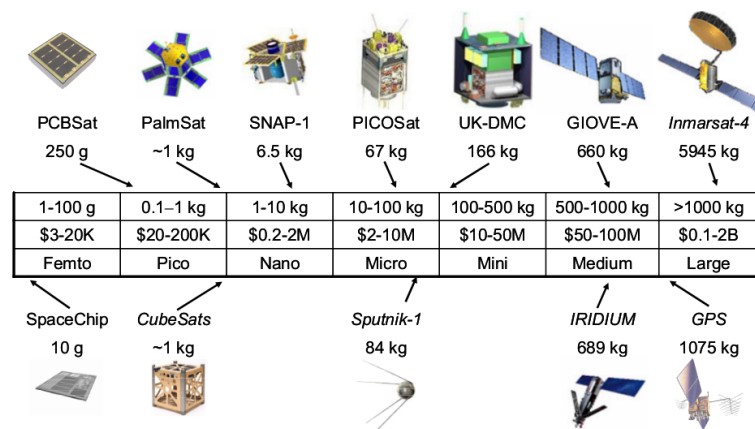 PCBSat PalmSat SNAP-1 PICOSat UK-DMC GIOVE-A Inmarsat-4
250 g ~1 kg 6.5 kg 67 kg 166 kg 660 kg 5945 kg
1-100 g 0.1–1 kg 1-10 kg 10-100 kg 100-500 kg 500-1000 kg >1000 kg
$3-20K $20-200K $0.2-2M $2-10M $10-50M $50-100M $0.1-2B
Femto Pico Nano Micro Mini Medium Large
SpaceChip CubeSats Sputnik-1 IRIDIUM GPS
10 g ~1 kg 84 kg 689 kg 1075 kg